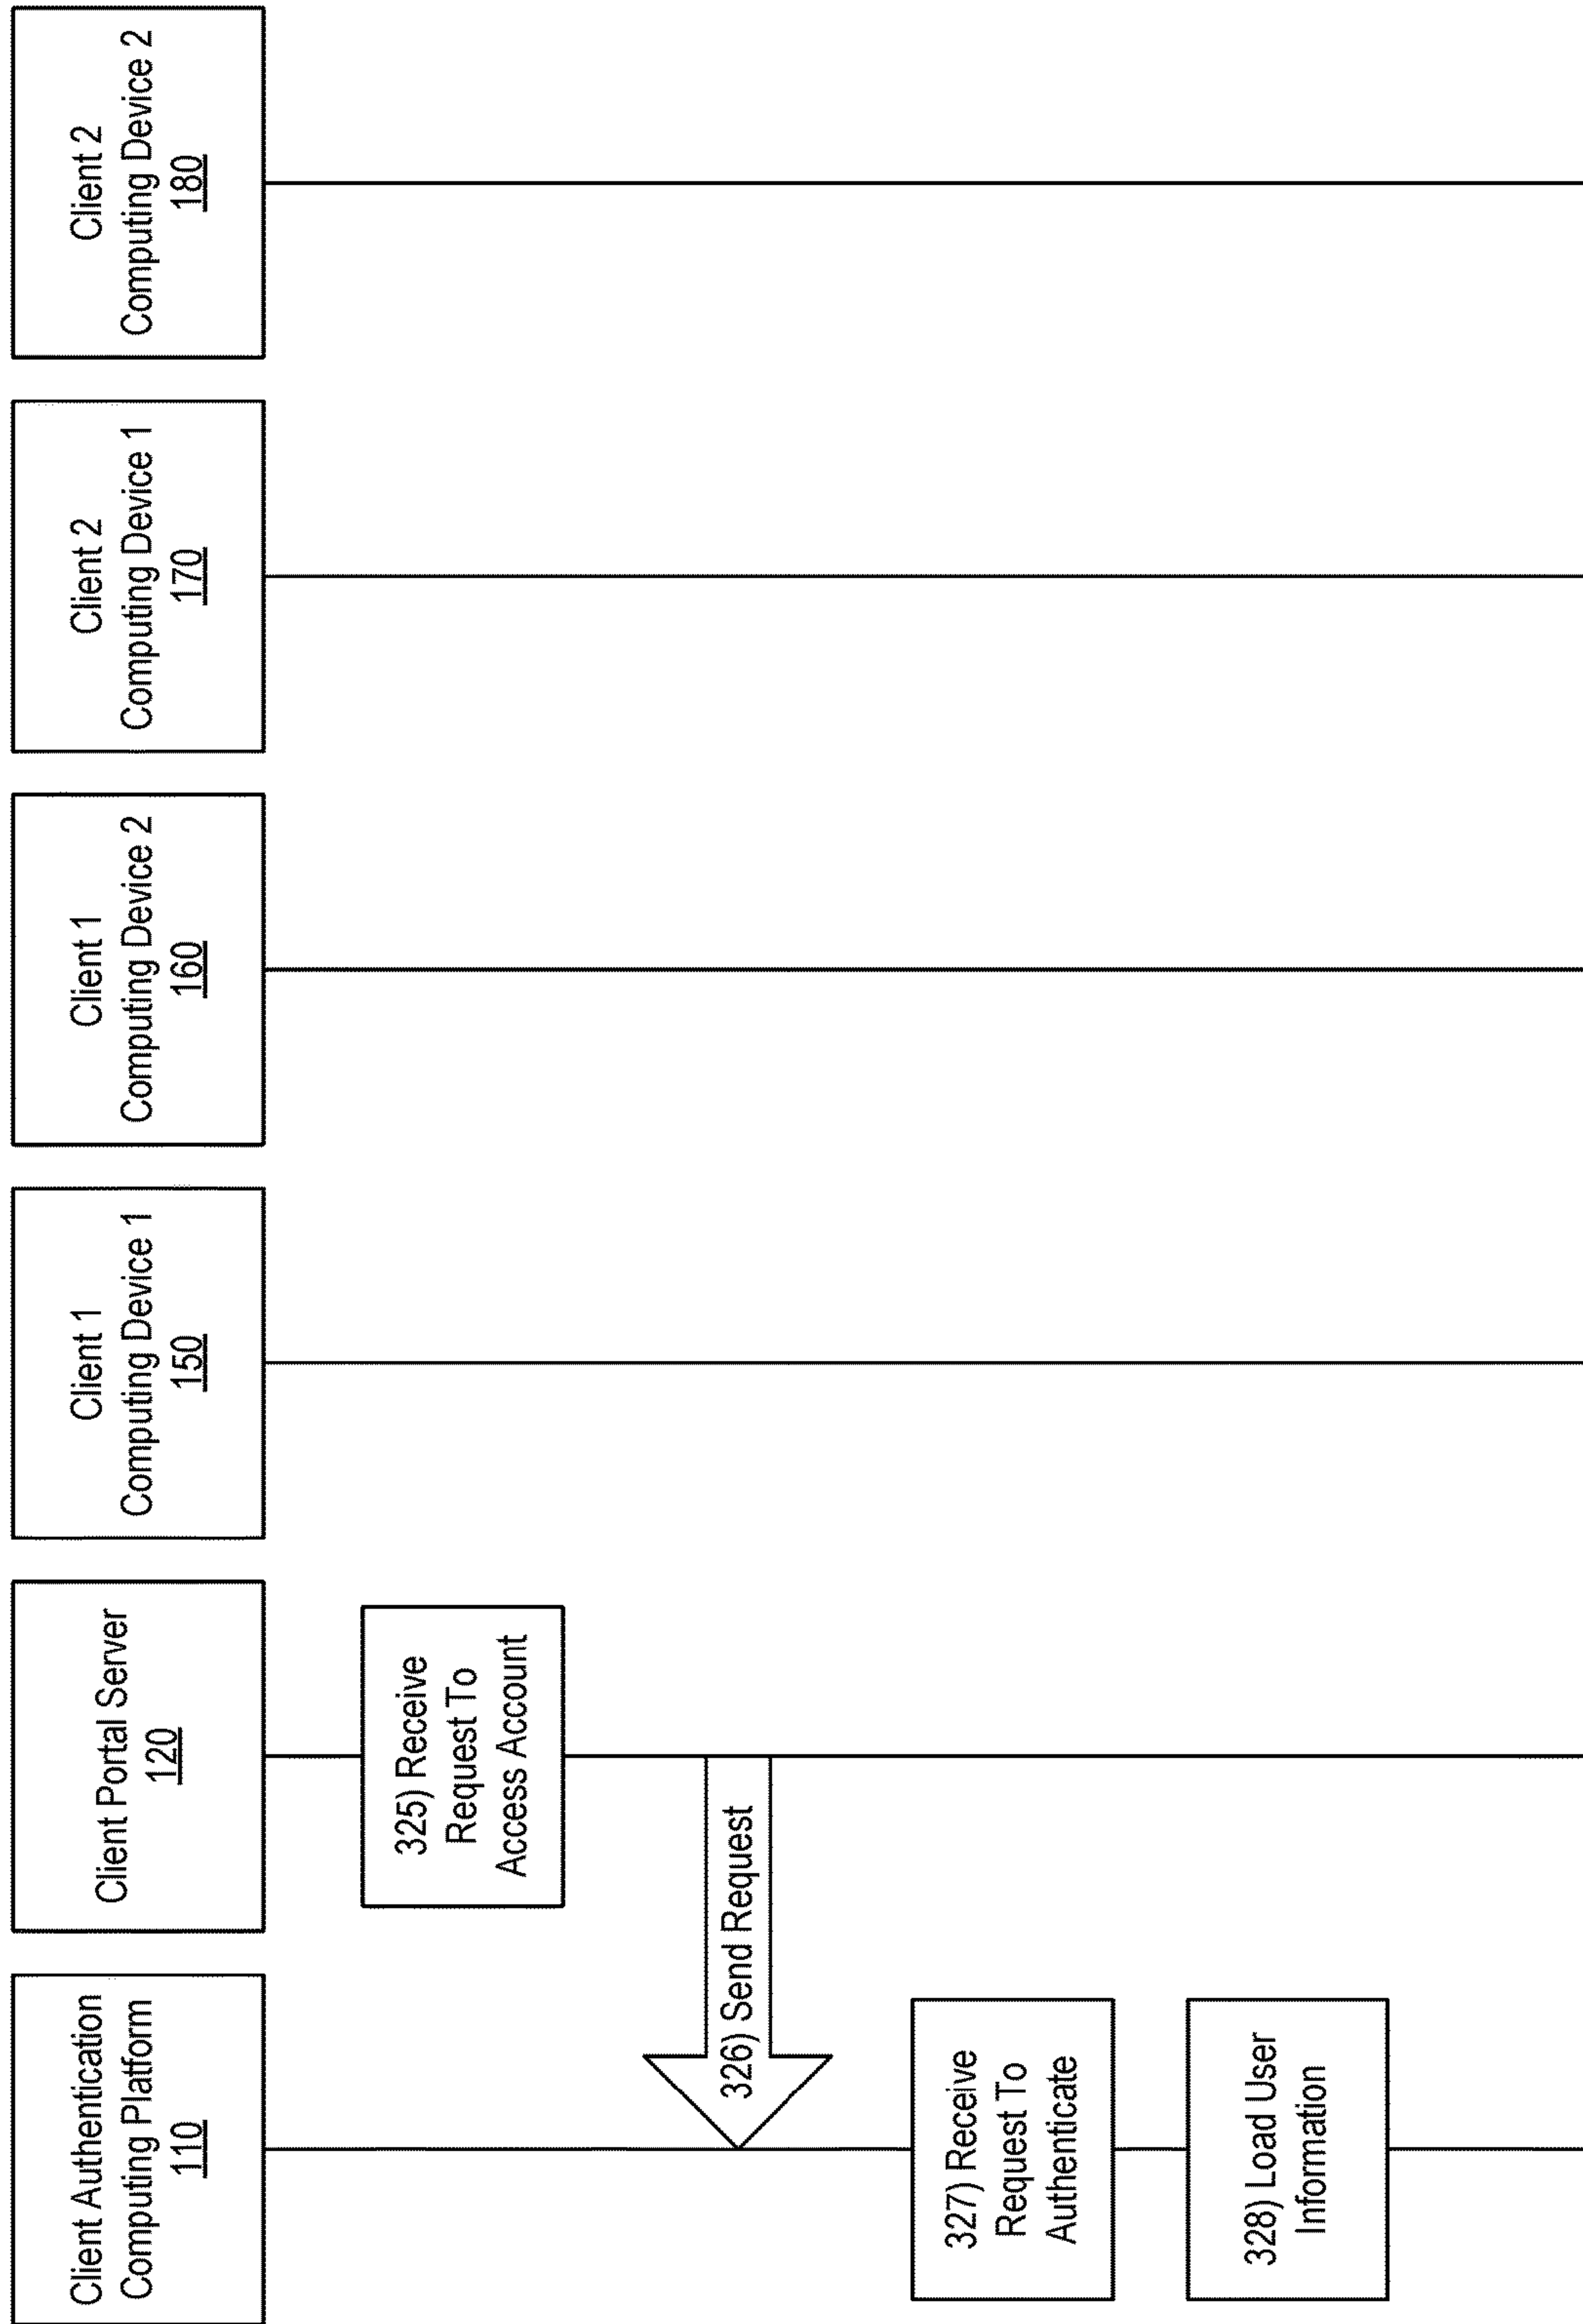 Client Authentication
Computing Platform
110
Client Portal Server
120
Client 1
Computing Device 1
150
Client 1
Computing Device 2
160
Client 2
Computing Device 1
170
Client 2
Computing Device 2
180
325) Receive
Request To
Access Account
326) Send Request
327) Receive
Request To
Authenticate
328) Load User
Information